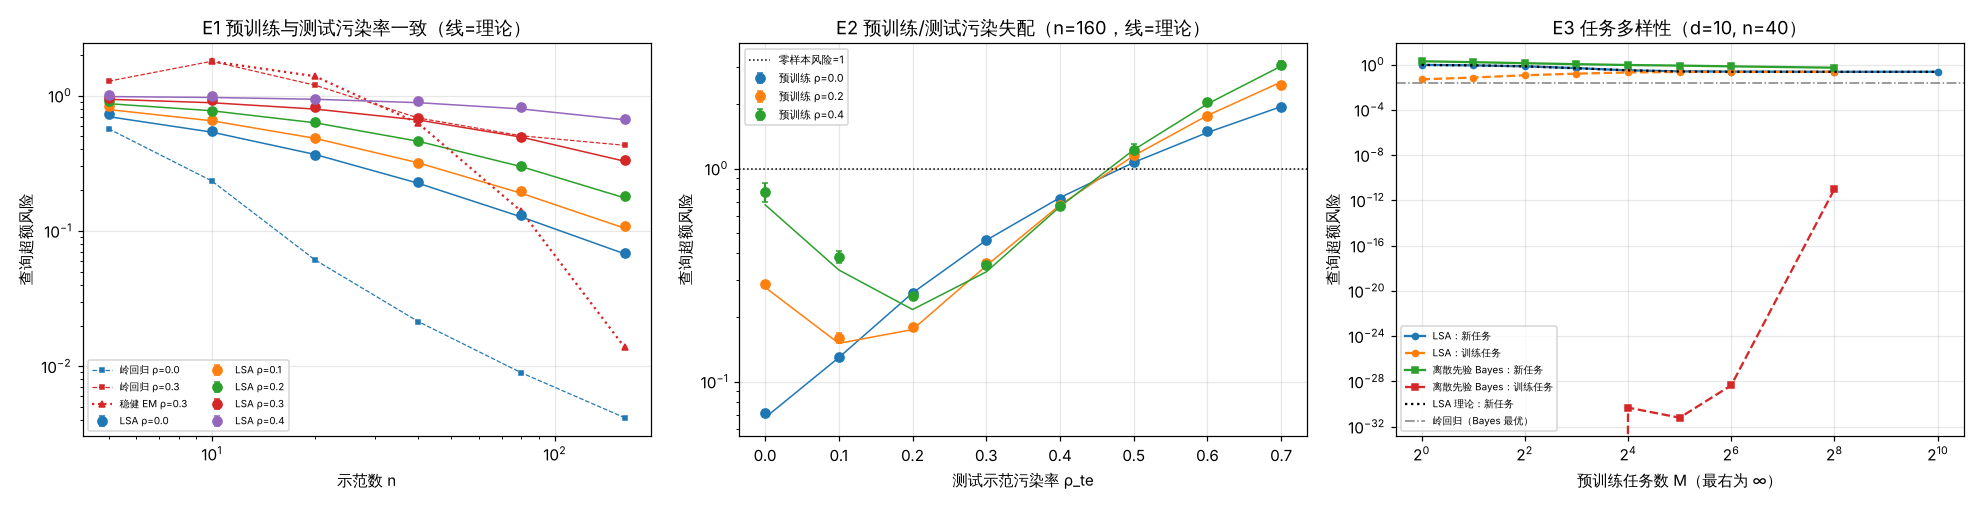 E1 预训练与测试污染率一致（线=理论）
查询超额风险
10⁰
10⁻¹
10⁻²
岭回归 ρ=0.0
岭回归 ρ=0.3
稳健 EM ρ=0.3
LSA ρ=0.0
LSA ρ=0.1
LSA ρ=0.2
LSA ρ=0.3
LSA ρ=0.4
10¹
10²
示范数 n
E2 预训练/测试污染失配（n=160，线=理论）
查询超额风险
零样本风险=1
预训练 ρ=0.0
预训练 ρ=0.2
预训练 ρ=0.4
10⁰
10⁻¹
0.0 0.1 0.2 0.3 0.4 0.5 0.6 0.7
测试示范污染率 ρ_te
E3 任务多样性（d=10, n=40）
查询超额风险
10⁰
10⁻⁴
10⁻⁸
10⁻¹²
10⁻¹⁶
10⁻²⁰
10⁻²⁴
10⁻²⁸
10⁻³²
LSA：新任务
LSA：训练任务
离散先验 Bayes：新任务
离散先验 Bayes：训练任务
LSA 理论：新任务
岭回归（Bayes 最优）
2⁰ 2² 2⁴ 2⁶ 2⁸ 2¹⁰
预训练任务数 M（最右为 ∞）